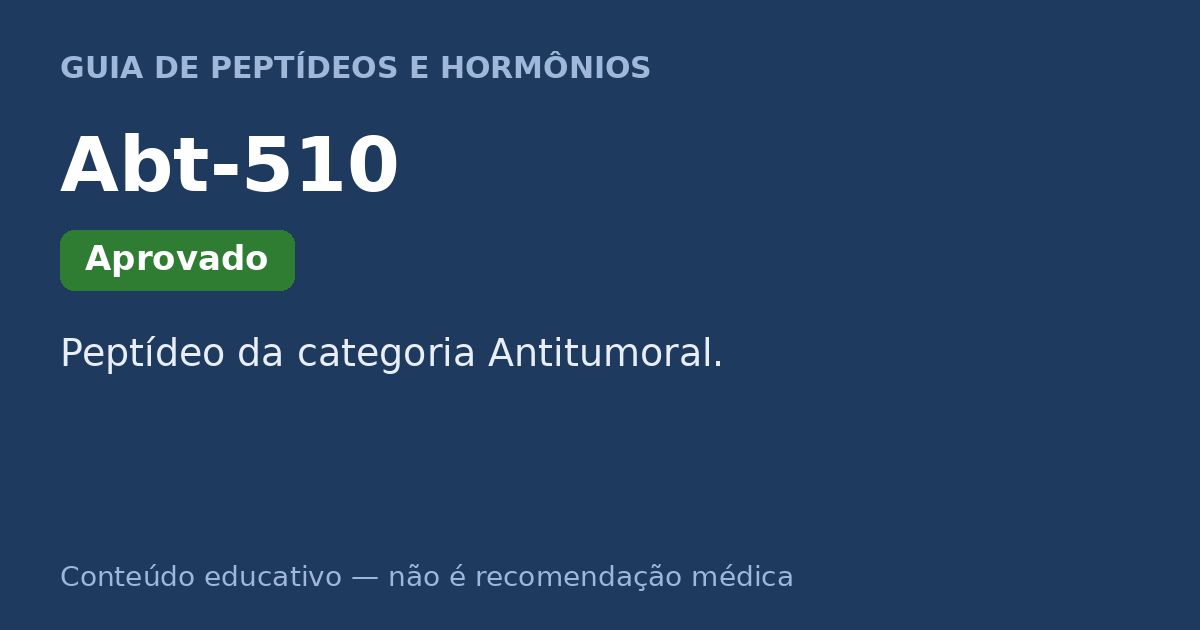 GUIA DE PEPTÍDEOS E HORMÔNIOS
Abt-510
Aprovado
Peptídeo da categoria Antitumoral.
Conteúdo educativo — não é recomendação médica